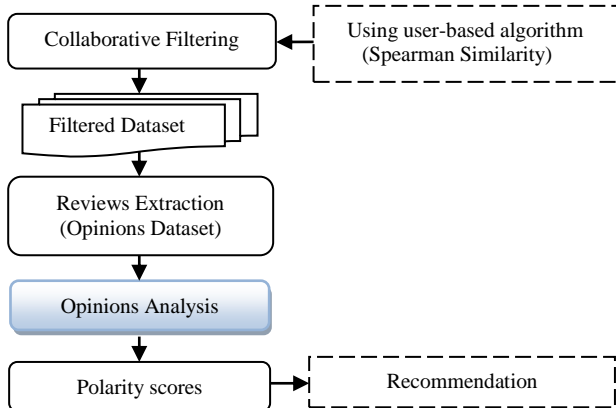 Collaborative Filtering
Using user-based algorithm
(Spearman Similarity)
Filtered Dataset
Reviews Extraction
(Opinions Dataset)
Opinions Analysis
Polarity scores
Recommendation